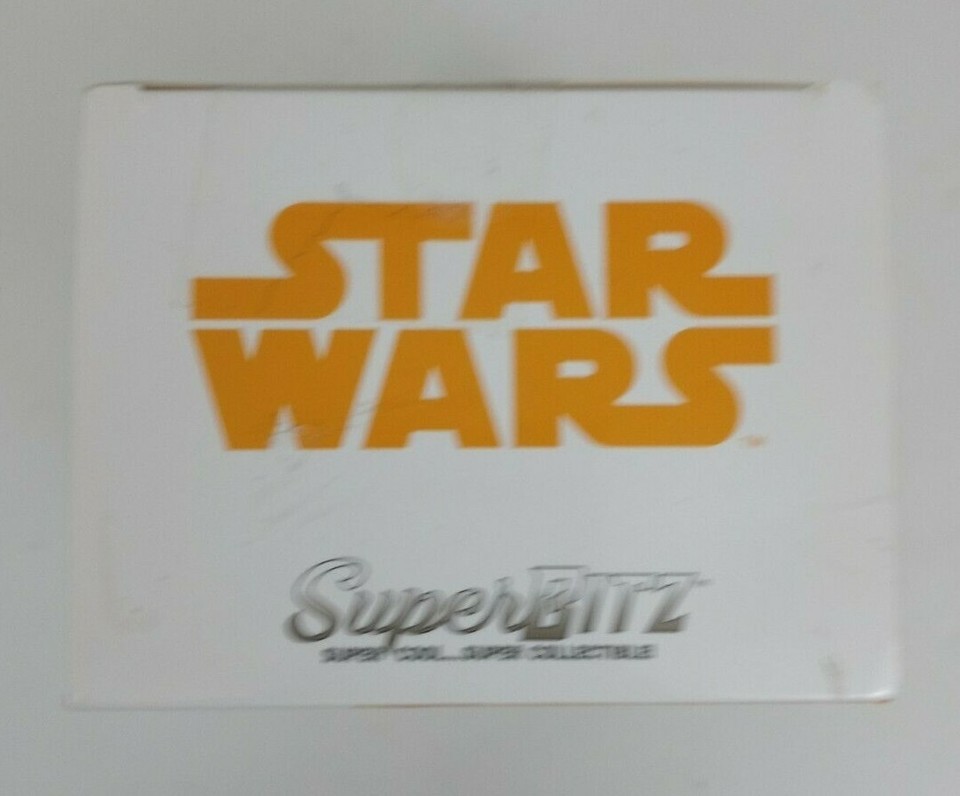 STAR
WARS
SuperBITZ
SUPER COOL...SUPER COLLECTIBLE